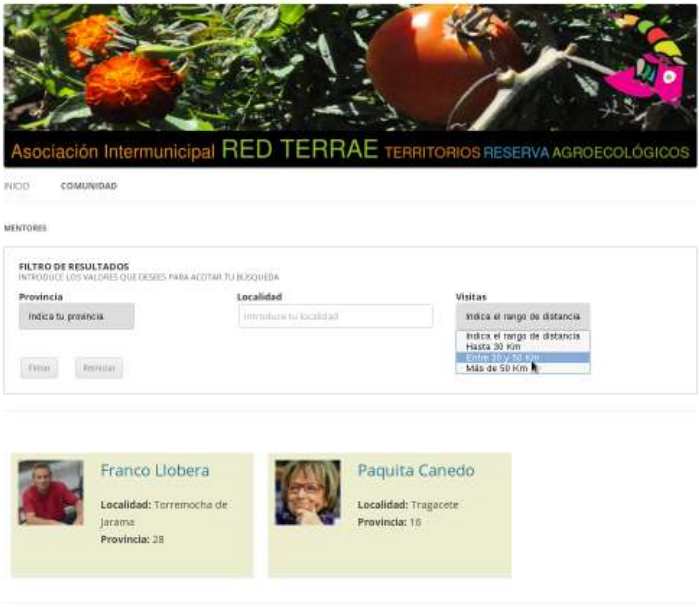 Asociación Intermunicipal RED TERRAE TERRITORIOS RESERVA AGROECOLÓGICOS
INICIO COMUNIDAD
MENTORES
FILTRO DE RESULTADOS
INTRODUCE LOS VALORES QUE DESEES PARA ACOTAR TU BÚSQUEDA
Provincia Localidad Visitas
Indica tu provincia Introduce tu localidad Indica el rango de distancia
Indica el rango de distancia
Hasta 30 Km
Entre 30 y 50 Km
Más de 50 Km
Filtrar Reiniciar
Franco Llobera Paquita Canedo
Localidad: Torremocha de Localidad: Tragacete
Jarama Provincia: 16
Provincia: 28